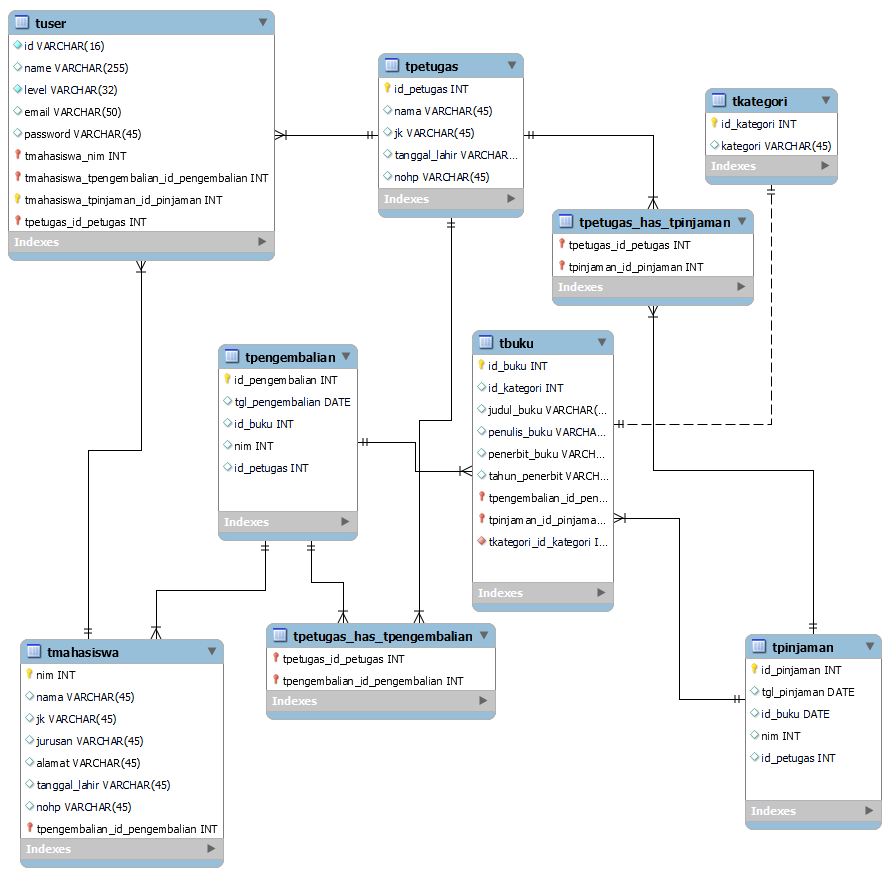 tuser
id VARCHAR(16)
name VARCHAR(255)
level VARCHAR(32)
email VARCHAR(50)
password VARCHAR(45)
tmahasiswa_nim INT
tmahasiswa_tpengembalian_id_pengembalian INT
tmahasiswa_tpinjaman_id_pinjaman INT
tpetugas_id_petugas INT
Indexes
tpetugas
id_petugas INT
nama VARCHAR(45)
jk VARCHAR(45)
tanggal_lahir VARCHAR...
nohp VARCHAR(45)
Indexes
tkategori
id_kategori INT
kategori VARCHAR(45)
Indexes
tpetugas_has_tpinjaman
tpetugas_id_petugas INT
tpinjaman_id_pinjaman INT
Indexes
tpengembalian
id_pengembalian INT
tgl_pengembalian DATE
id_buku INT
nim INT
id_petugas INT
Indexes
tbuku
id_buku INT
id_kategori INT
judul_buku VARCHAR(...
penulis_buku VARCHA...
penerbit_buku VARCH...
tahun_penerbit VARCH...
tpengembalian_id_pen...
tpinjaman_id_pinjama...
tkategori_id_kategori I...
Indexes
tpetugas_has_tpengembalian
tpetugas_id_petugas INT
tpengembalian_id_pengembalian INT
Indexes
tmahasiswa
nim INT
nama VARCHAR(45)
jk VARCHAR(45)
jurusan VARCHAR(45)
alamat VARCHAR(45)
tanggal_lahir VARCHAR(45)
nohp VARCHAR(45)
tpengembalian_id_pengembalian INT
Indexes
tpinjaman
id_pinjaman INT
tgl_pinjaman DATE
id_buku DATE
nim INT
id_petugas INT
Indexes